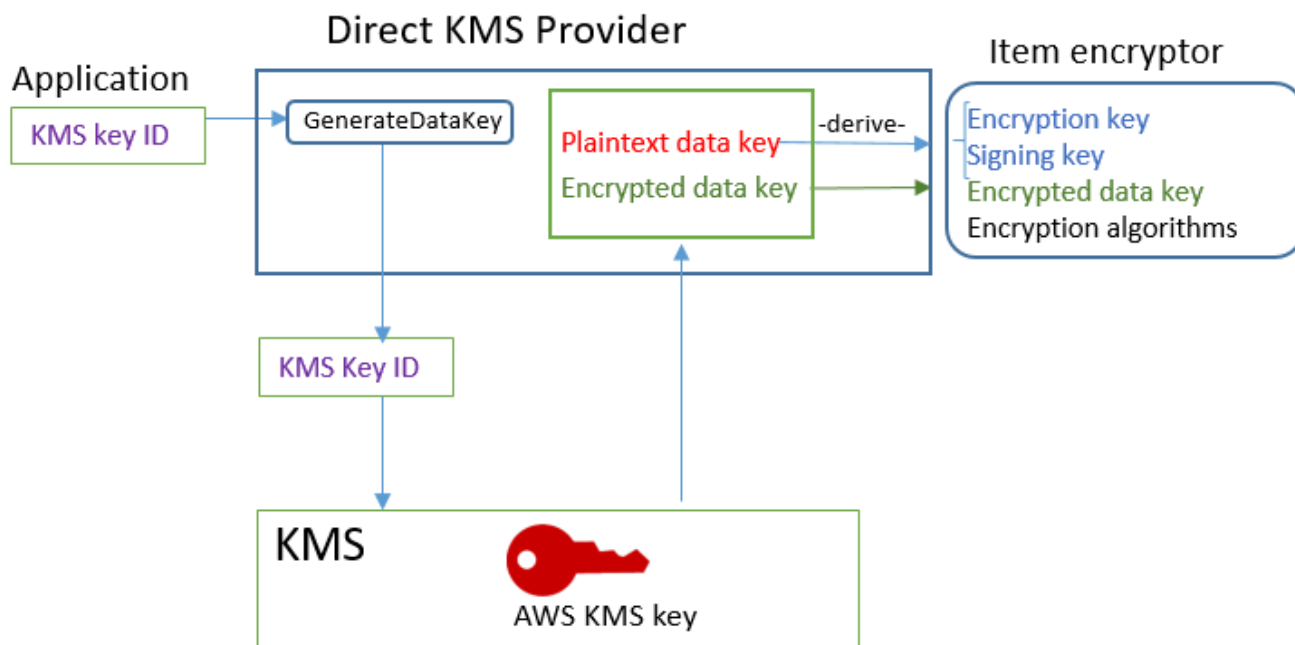 Direct KMS Provider
Item encryptor
Application
KMS key ID
GenerateDataKey
Plaintext data key
-derive-
Encrypted data key
Encryption key
Signing key
Encrypted data key
Encryption algorithms
KMS Key ID
KMS
AWS KMS key